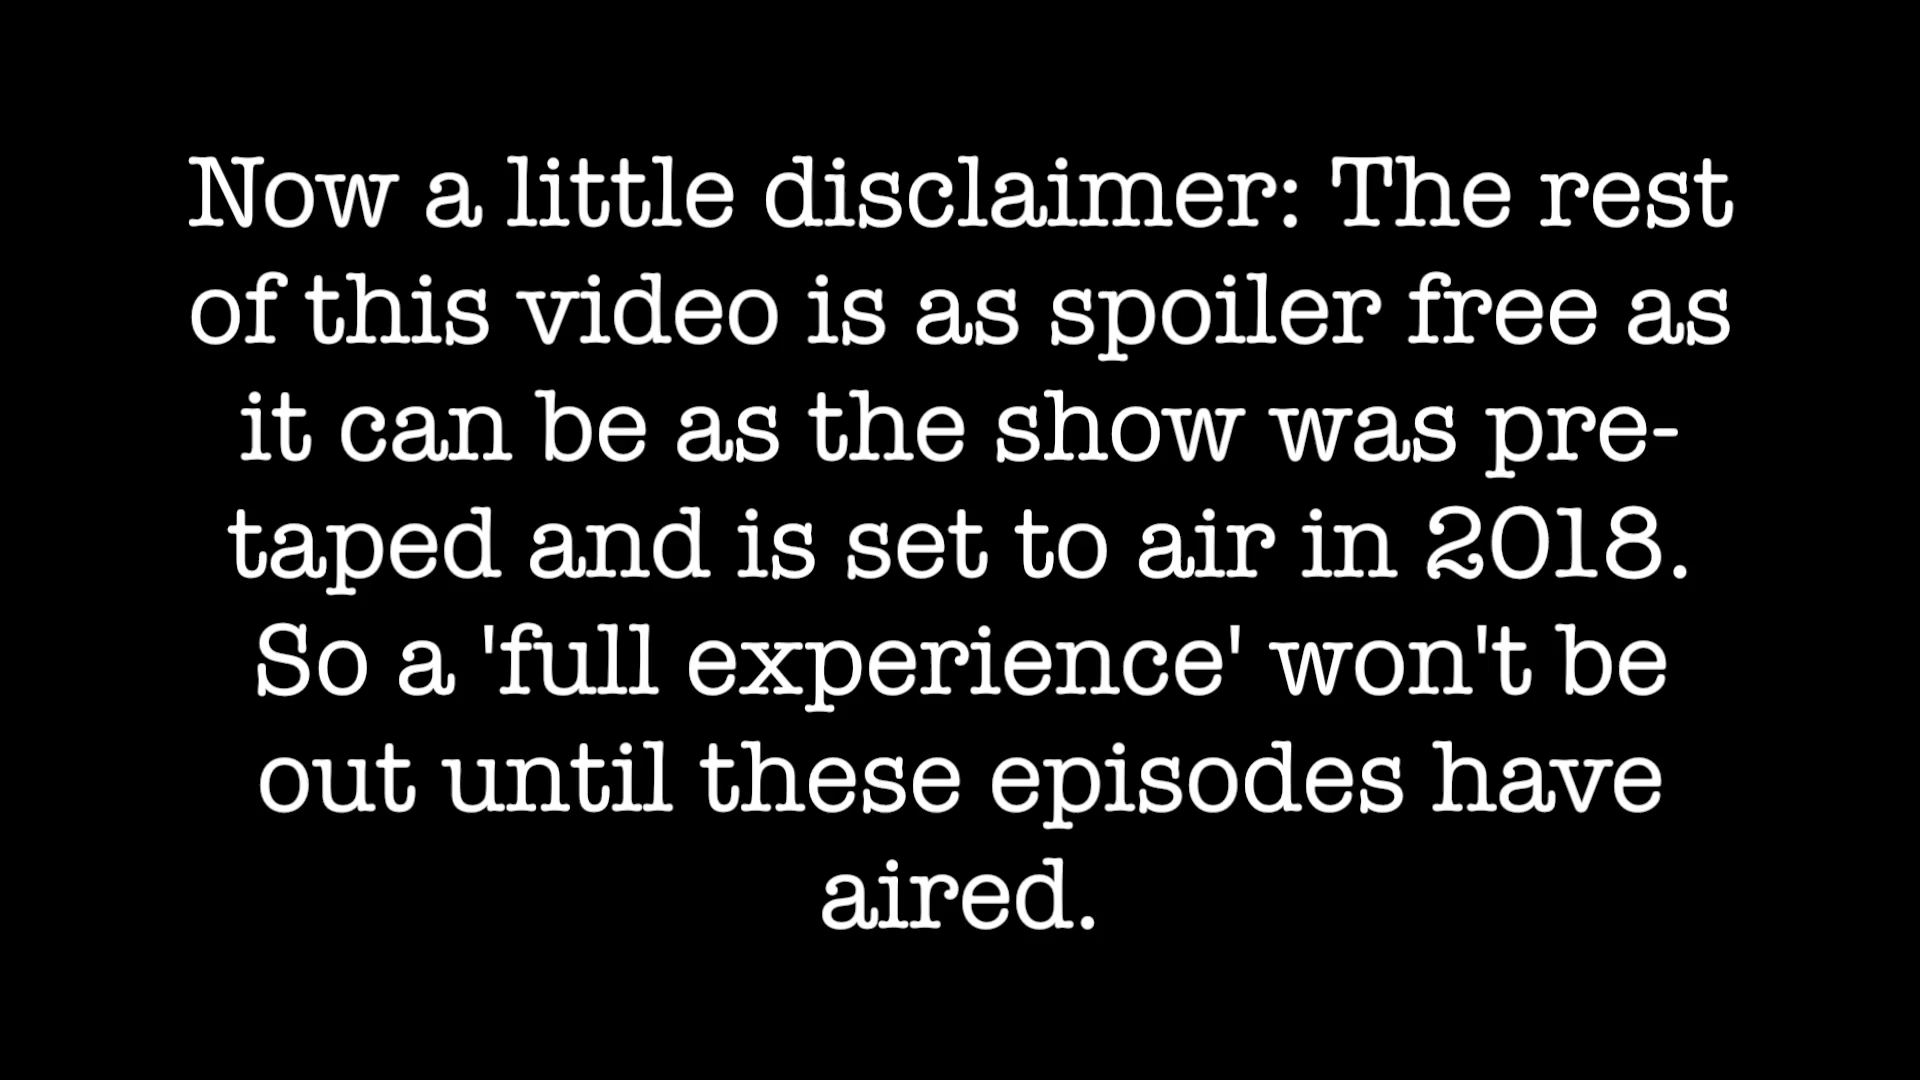 Now a little disclaimer: The rest
of this video is as spoiler free as
it can be as the show was pre-
taped and is set to air in 2018.
So a 'full experience' won't be
out until these episodes have
aired.